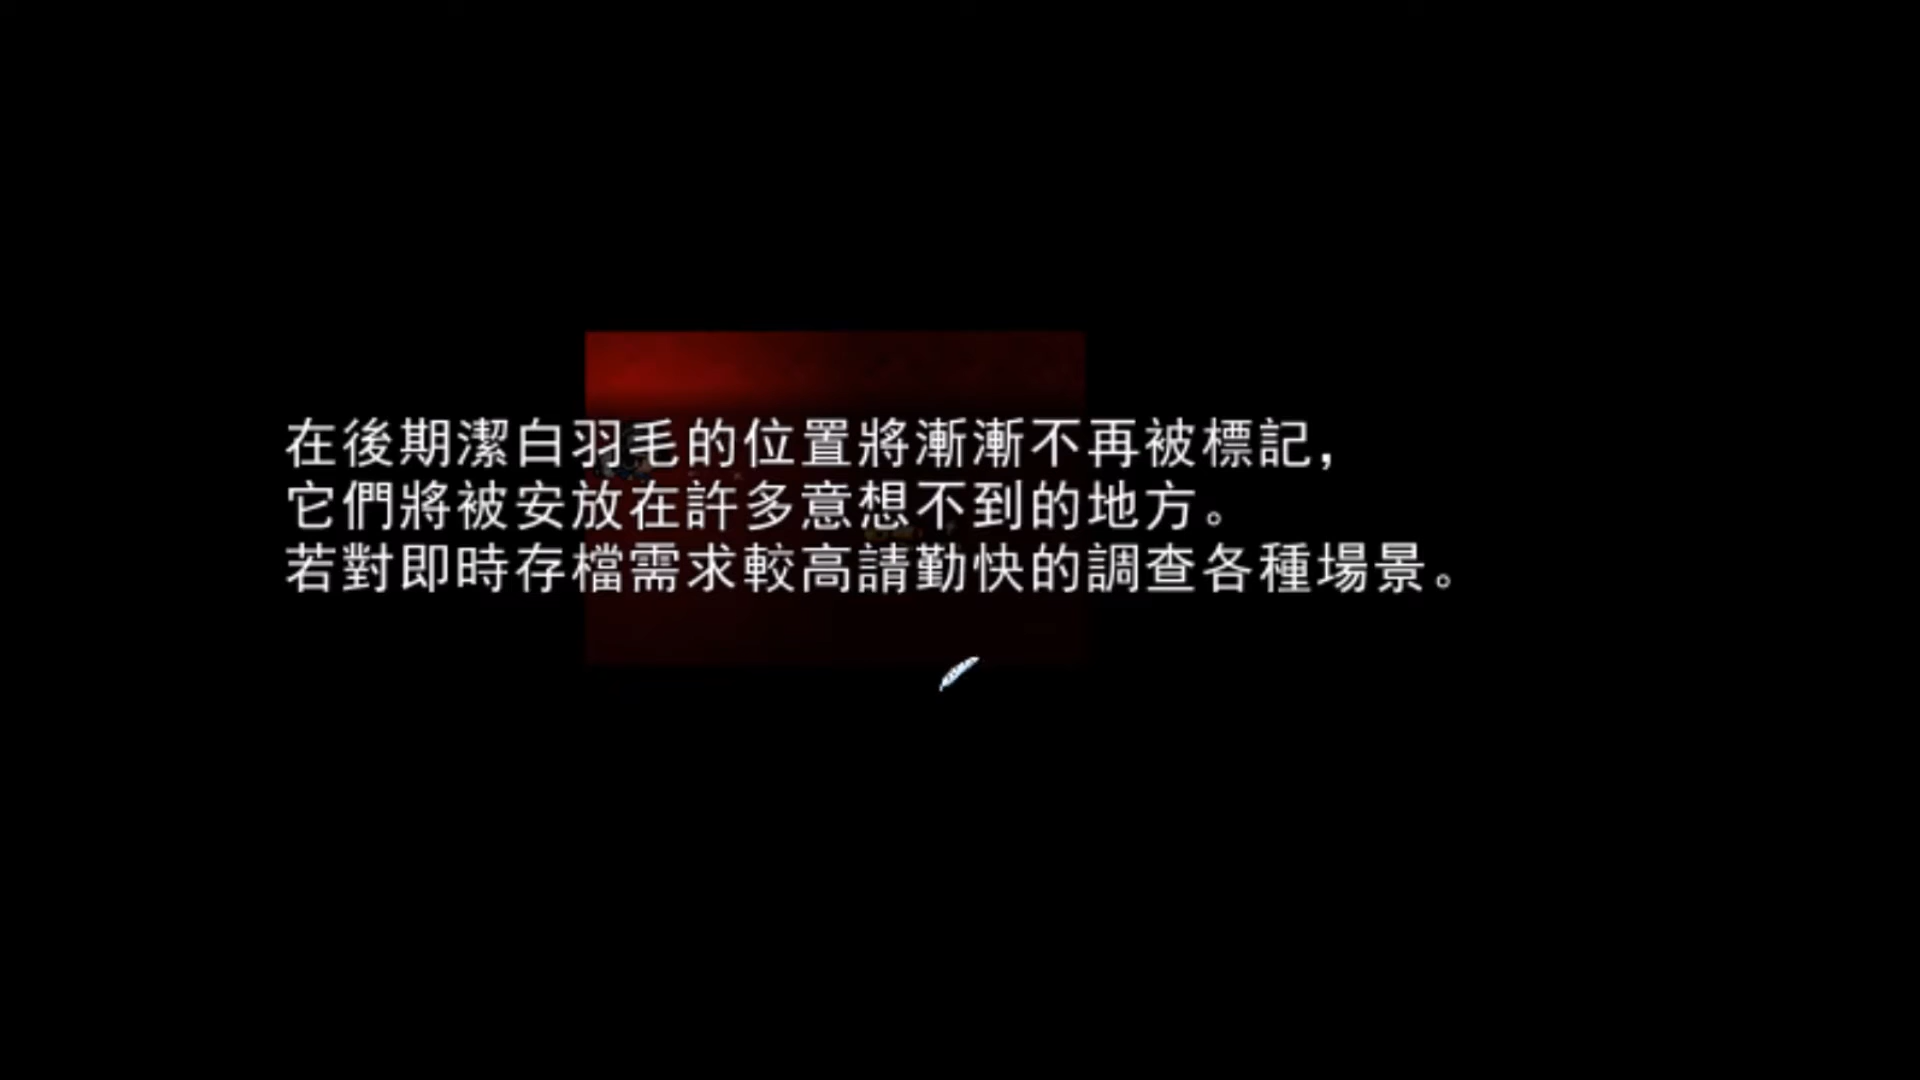 在後期潔白羽毛的位置將漸漸不再被標記，
它們將被安放在許多意想不到的地方。
若對即時存檔需求較高請勤快的調查各種場景。